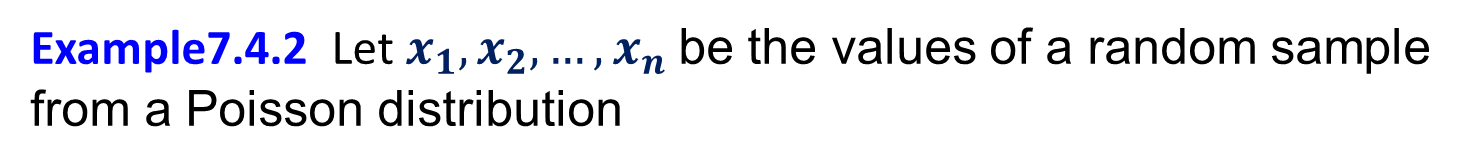 Example7.4.2 Let x₁, x₂, … , xₙ be the values of a random sample
from a Poisson distribution